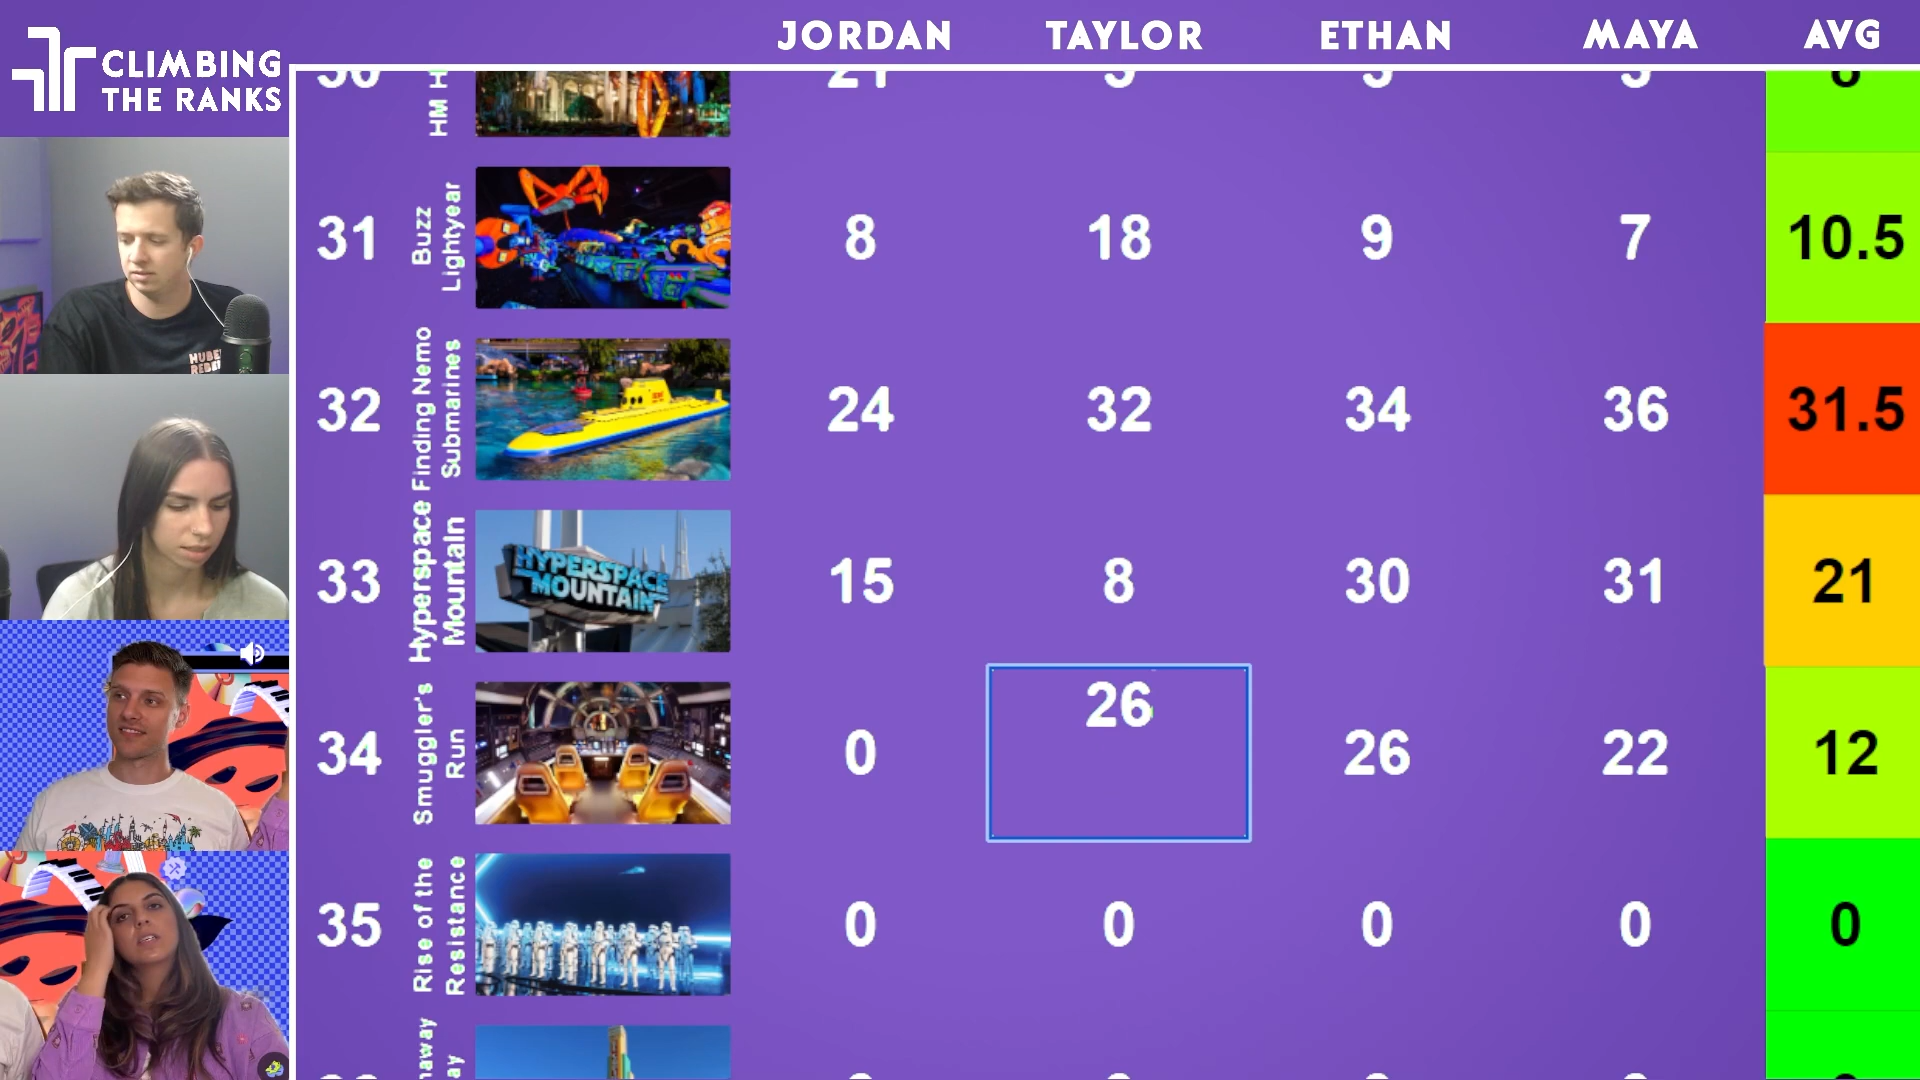 CLIMBING
THE RANKS
JORDAN TAYLOR ETHAN MAYA AVG
HM H
31 Buzz Lightyear 8 18 9 7 10.5
32 Finding Nemo Submarines 24 32 34 36 31.5
33 Hyperspace Mountain HYPERSPACE MOUNTAIN 15 8 30 31 21
34 Smuggler's Run 0 26 26 22 12
35 Rise of the Resistance 0 0 0 0 0